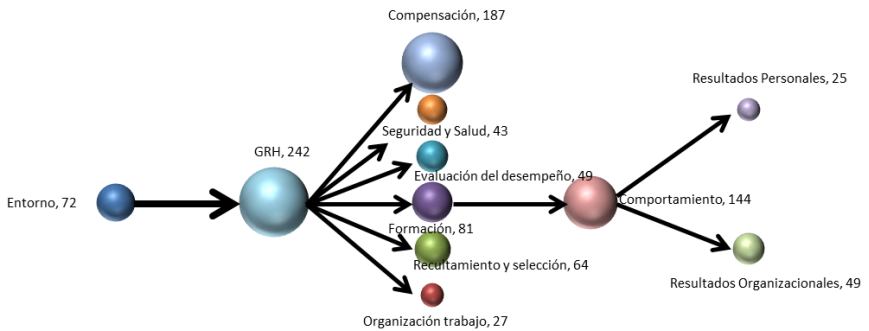 Compensación, 187
Resultados Personales, 25
Seguridad y Salud, 43
GRH, 242
Evaluación del desempeño, 49
Entorno, 72
Comportamiento, 144
Formación, 81
Recultamiento y selección, 64
Resultados Organizacionales, 49
Organización trabajo, 27